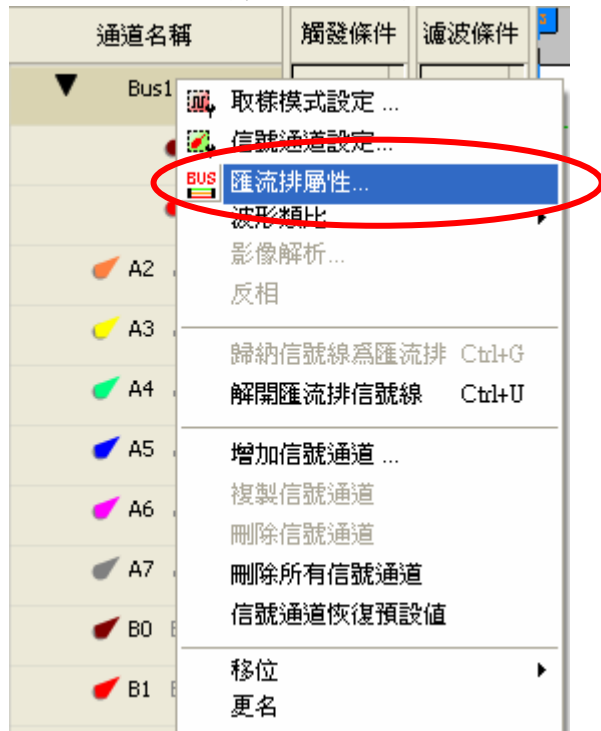 通道名稱 觸發條件 濾波條件
Bus1
取樣模式設定 ...
信號通道設定...
BUS 匯流排屬性...
波形類比
影像解析...
反相
歸納信號線爲匯流排 Ctrl+G
解開匯流排信號線 Ctrl+U
增加信號通道 ...
複製信號通道
刪除信號通道
刪除所有信號通道
信號通道恢復預設值
移位
更名
A2
A3
A4
A5
A6
A7
B0
B1